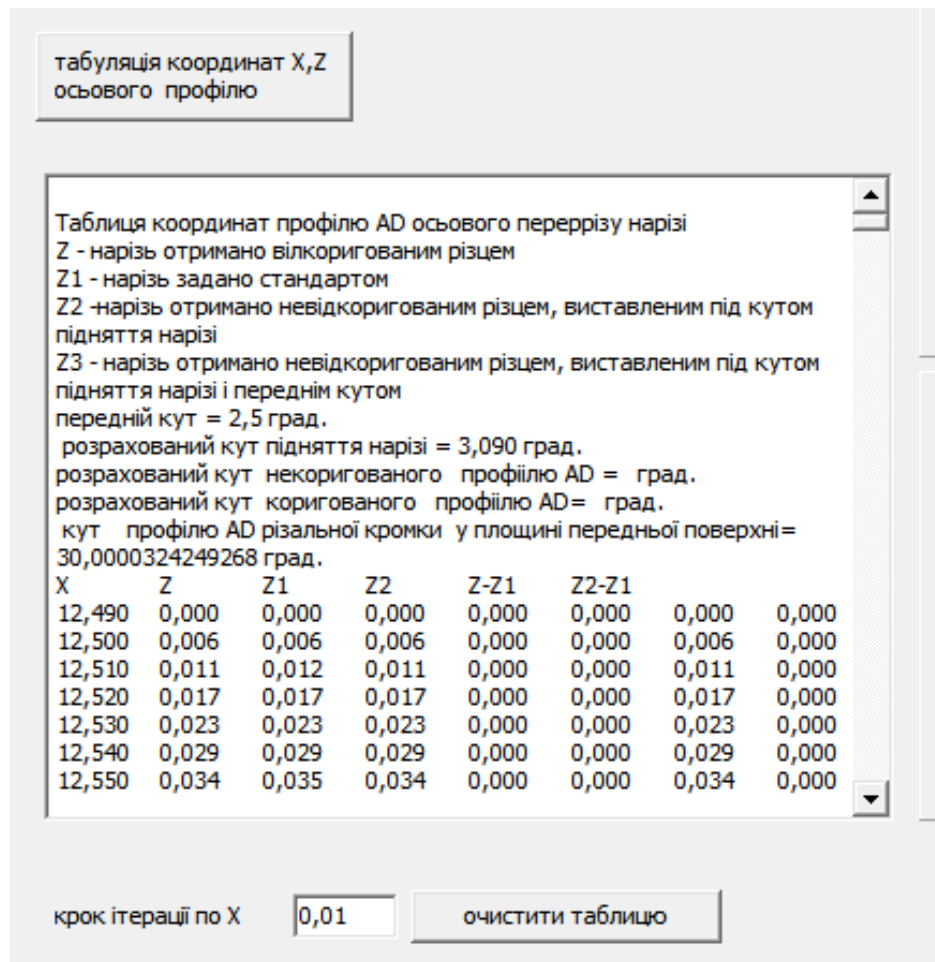 табуляція координат X,Z
осьового профілю
Таблиця координат профілю AD осьового переррізу нарізі
Z - нарізь отримано вілкоригованим різцем
Z1 - нарізь задано стандартом
Z2 -нарізь отримано невідкоригованим різцем, виставленим під кутом
підняття нарізі
Z3 - нарізь отримано невідкоригованим різцем, виставленим під кутом
підняття нарізі і переднім кутом
передній кут = 2,5 град.
розрахований кут підняття нарізі = 3,090 град.
розрахований кут некоригованого профіілю AD = град.
розрахований кут коригованого профіілю AD= град.
кут профілю AD різальної кромки у площині передньої поверхні=
30,0000324249268 град.
X Z Z1 Z2 Z-Z1 Z2-Z1
12,490 0,000 0,000 0,000 0,000 0,000 0,000 0,000
12,500 0,006 0,006 0,006 0,000 0,000 0,006 0,000
12,510 0,011 0,012 0,011 0,000 0,000 0,011 0,000
12,520 0,017 0,017 0,017 0,000 0,000 0,017 0,000
12,530 0,023 0,023 0,023 0,000 0,000 0,023 0,000
12,540 0,029 0,029 0,029 0,000 0,000 0,029 0,000
12,550 0,034 0,035 0,034 0,000 0,000 0,034 0,000
крок ітерації по X 0,01 очистити таблицю